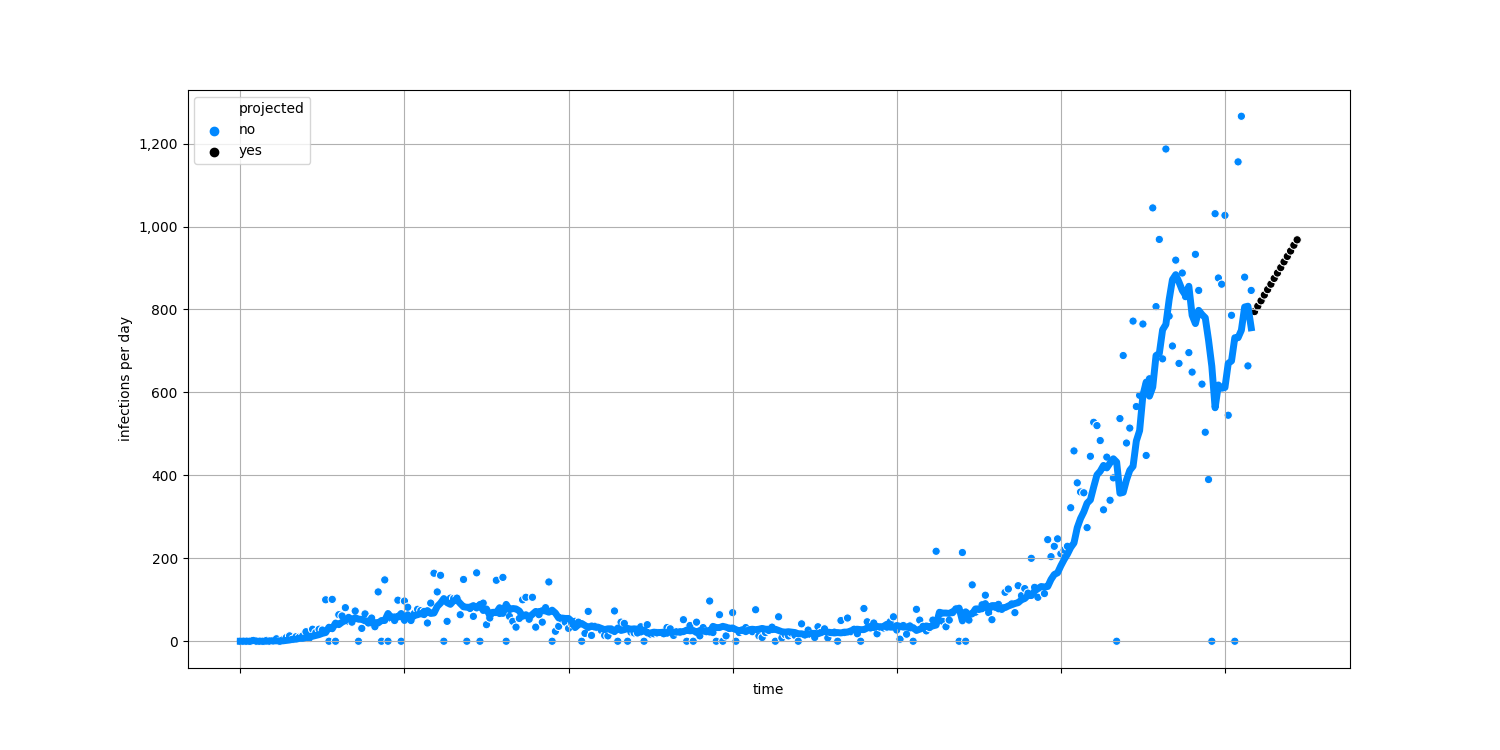 projected
no
yes
1,200
1,000
800
600
400
200
0
infections per day
time